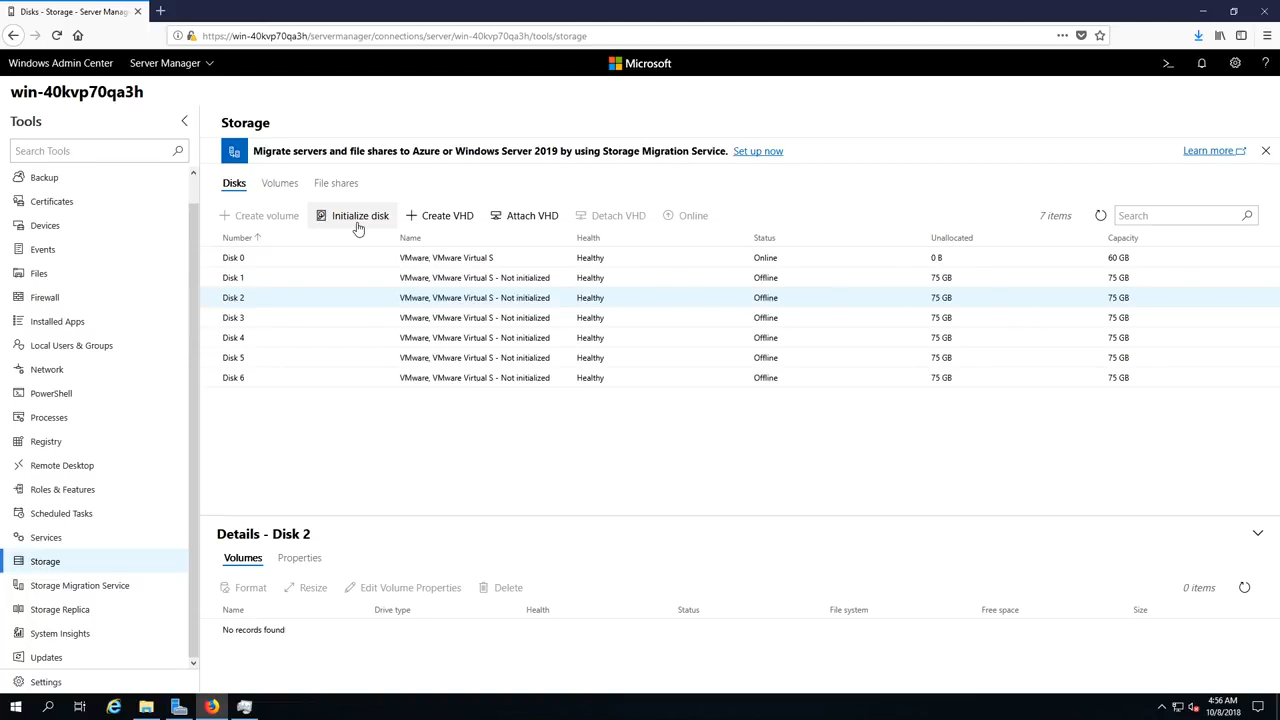 Disks - Storage - Server Manag
https://win-40kvp70qa3h/servermanager/connections/server/win-40kvp70qa3h/tools/storage
Windows Admin Center Server Manager Microsoft
win-40kvp70qa3h
Tools
Search Tools
Backup
Certificates
Devices
Events
Files
Firewall
Installed Apps
Local Users & Groups
Network
PowerShell
Processes
Registry
Remote Desktop
Roles & Features
Scheduled Tasks
Services
Storage
Storage Migration Service
Storage Replica
System Insights
Updates
Settings
Storage
Migrate servers and file shares to Azure or Windows Server 2019 by using Storage Migration Service. Set up now Learn more
Disks Volumes File shares
Create volume Initialize disk Create VHD Attach VHD Detach VHD Online 7 items Search
Number Name Health Status Unallocated Capacity
Disk 0 VMware, VMware Virtual S Healthy Online 0 B 60 GB
Disk 1 VMware, VMware Virtual S - Not initialized Healthy Offline 75 GB 75 GB
Disk 2 VMware, VMware Virtual S - Not initialized Healthy Offline 75 GB 75 GB
Disk 3 VMware, VMware Virtual S - Not initialized Healthy Offline 75 GB 75 GB
Disk 4 VMware, VMware Virtual S - Not initialized Healthy Offline 75 GB 75 GB
Disk 5 VMware, VMware Virtual S - Not initialized Healthy Offline 75 GB 75 GB
Disk 6 VMware, VMware Virtual S - Not initialized Healthy Offline 75 GB 75 GB
Details - Disk 2
Volumes Properties
Format Resize Edit Volume Properties Delete 0 items
Name Drive type Health Status File system Free space Size
No records found
4:56 AM
10/8/2018